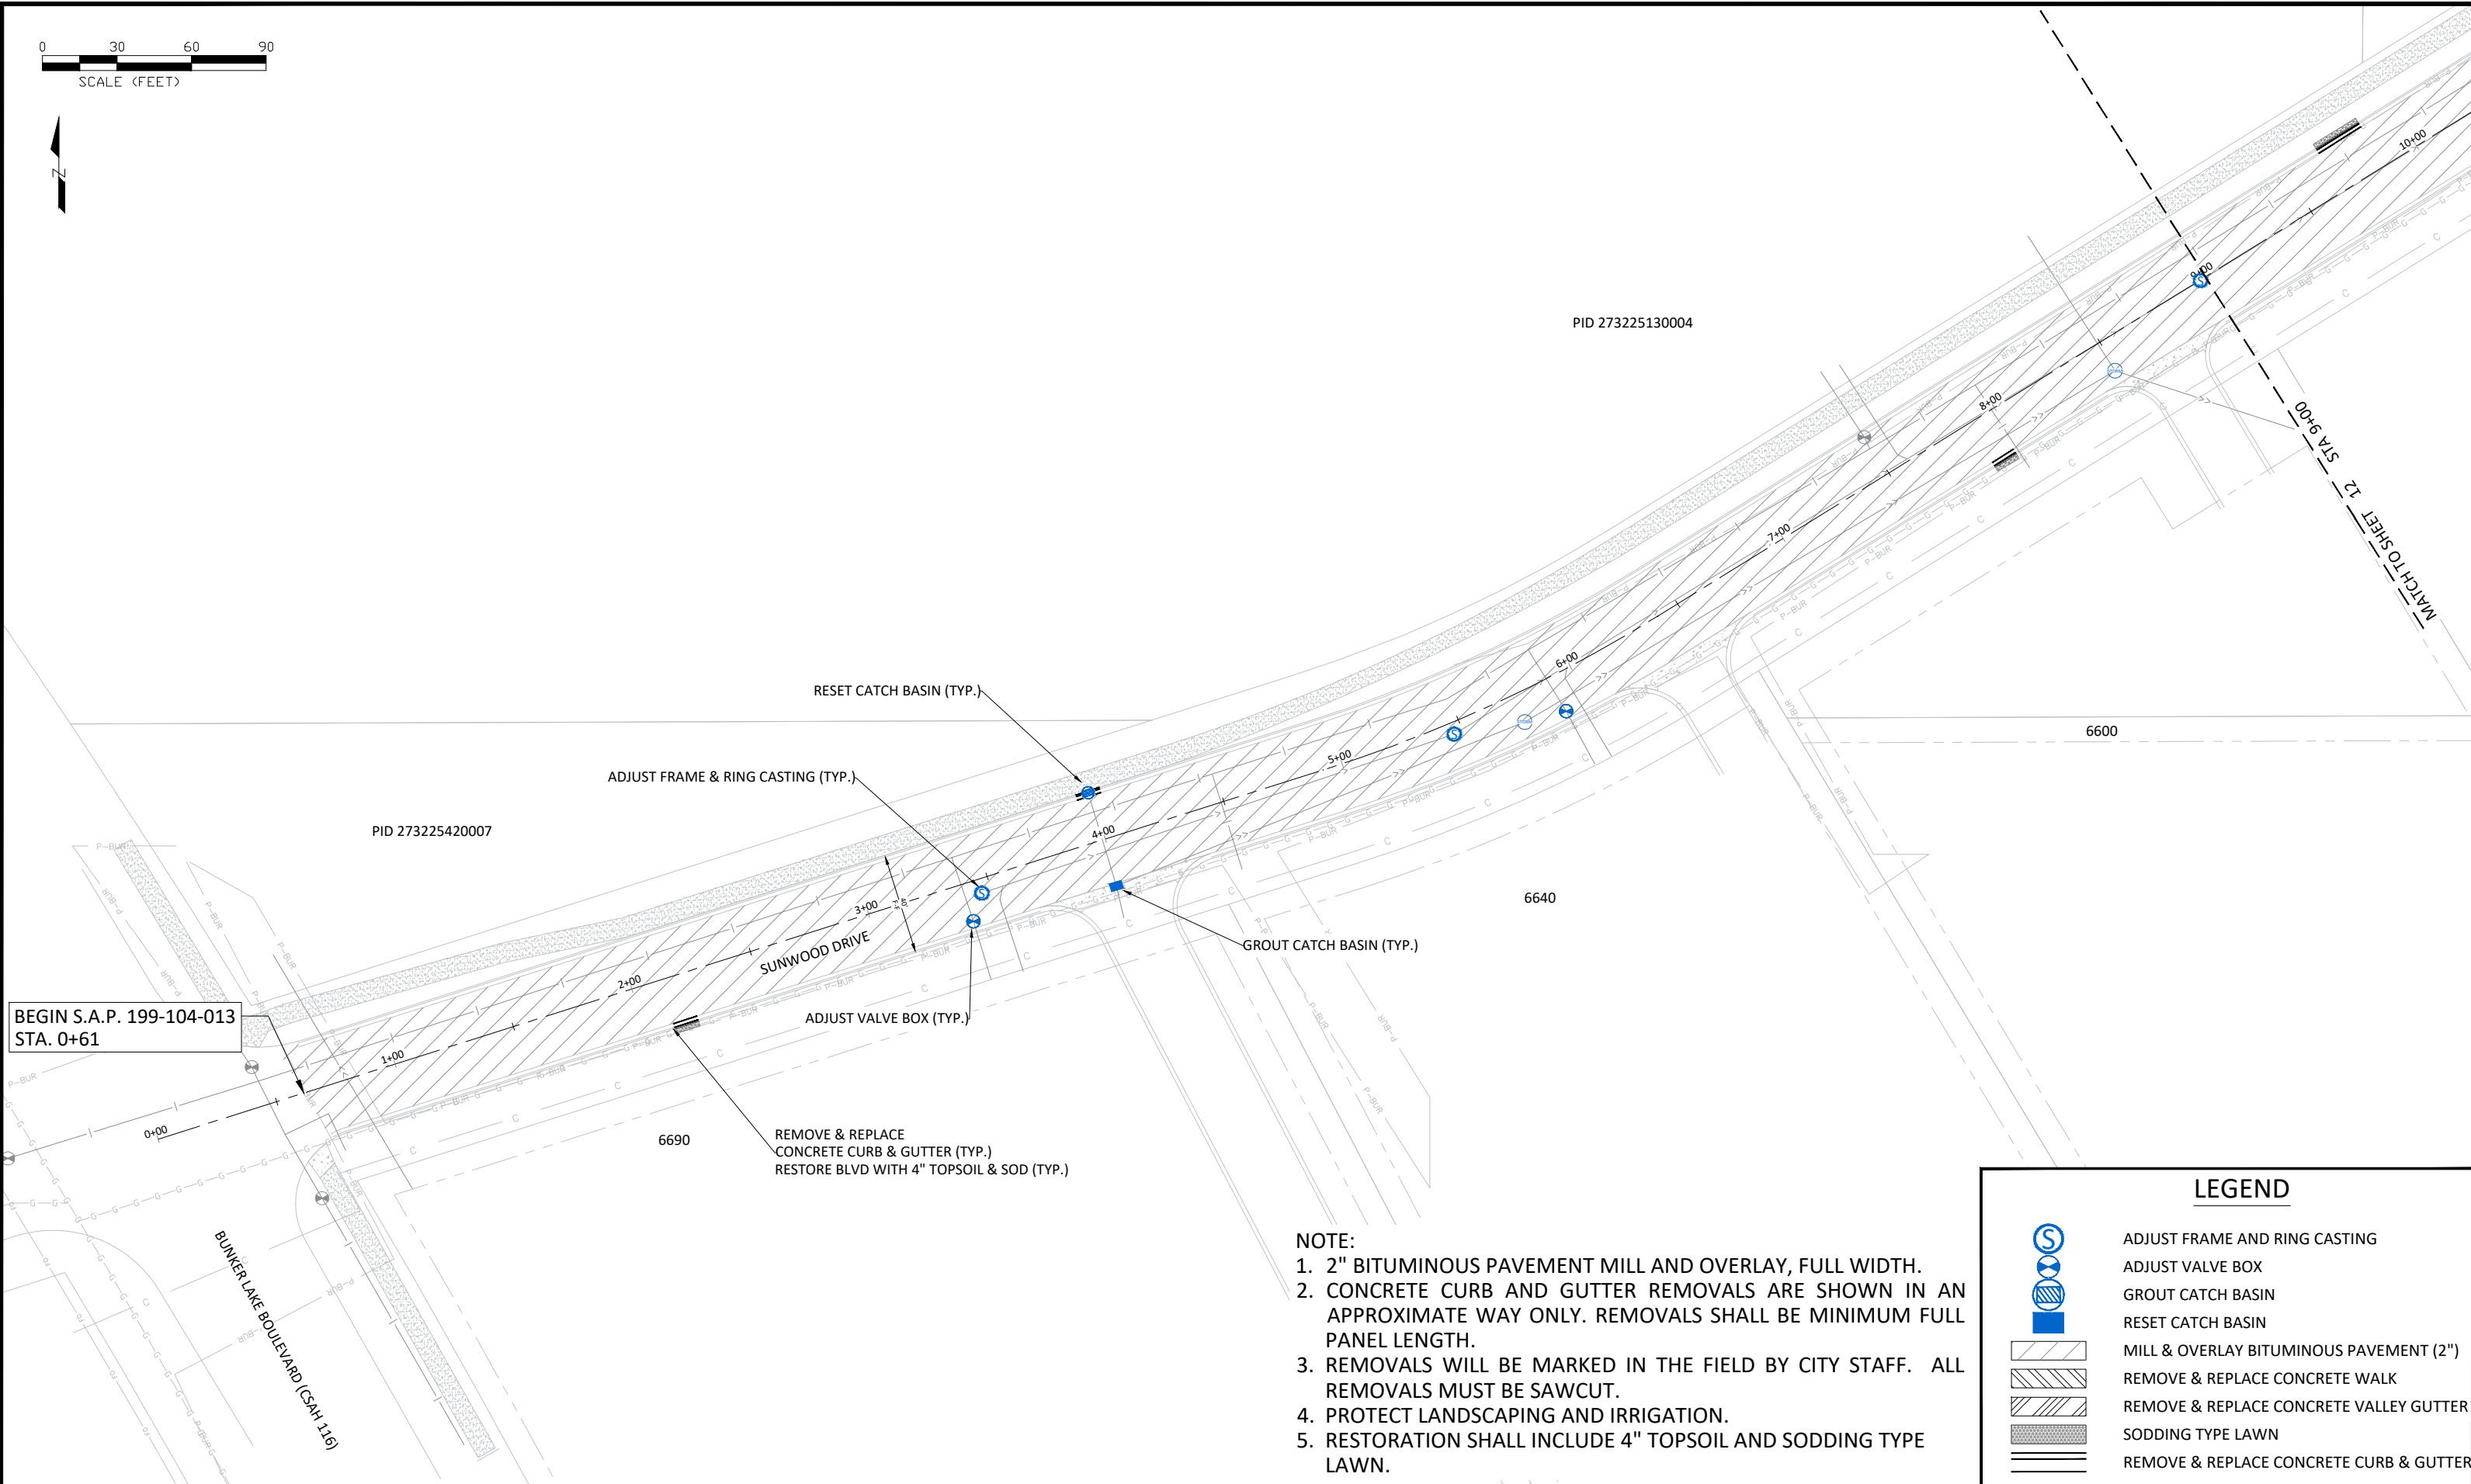 0 30 60 90
SCALE (FEET)
N
10+00
9+00
PID 273225130004
8+00
STA 9+00
MATCH TO SHEET 12
7+00
6+00
RESET CATCH BASIN (TYP.)
6600
5+00
ADJUST FRAME & RING CASTING (TYP.)
4+00
PID 273225420007
6640
3+00
GROUT CATCH BASIN (TYP.)
SUNWOOD DRIVE
2+00
BEGIN S.A.P. 199-104-013
STA. 0+61
ADJUST VALVE BOX (TYP.)
1+00
0+00
6690
REMOVE & REPLACE
CONCRETE CURB & GUTTER (TYP.)
RESTORE BLVD WITH 4" TOPSOIL & SOD (TYP.)
BUNKER LAKE BOULEVARD (CSAH 116)
NOTE:
1. 2" BITUMINOUS PAVEMENT MILL AND OVERLAY, FULL WIDTH.
2. CONCRETE CURB AND GUTTER REMOVALS ARE SHOWN IN AN
APPROXIMATE WAY ONLY. REMOVALS SHALL BE MINIMUM FULL
PANEL LENGTH.
3. REMOVALS WILL BE MARKED IN THE FIELD BY CITY STAFF. ALL
REMOVALS MUST BE SAWCUT.
4. PROTECT LANDSCAPING AND IRRIGATION.
5. RESTORATION SHALL INCLUDE 4" TOPSOIL AND SODDING TYPE
LAWN.
LEGEND
S ADJUST FRAME AND RING CASTING
ADJUST VALVE BOX
GROUT CATCH BASIN
RESET CATCH BASIN
MILL & OVERLAY BITUMINOUS PAVEMENT (2")
REMOVE & REPLACE CONCRETE WALK
REMOVE & REPLACE CONCRETE VALLEY GUTTER
SODDING TYPE LAWN
REMOVE & REPLACE CONCRETE CURB & GUTTER